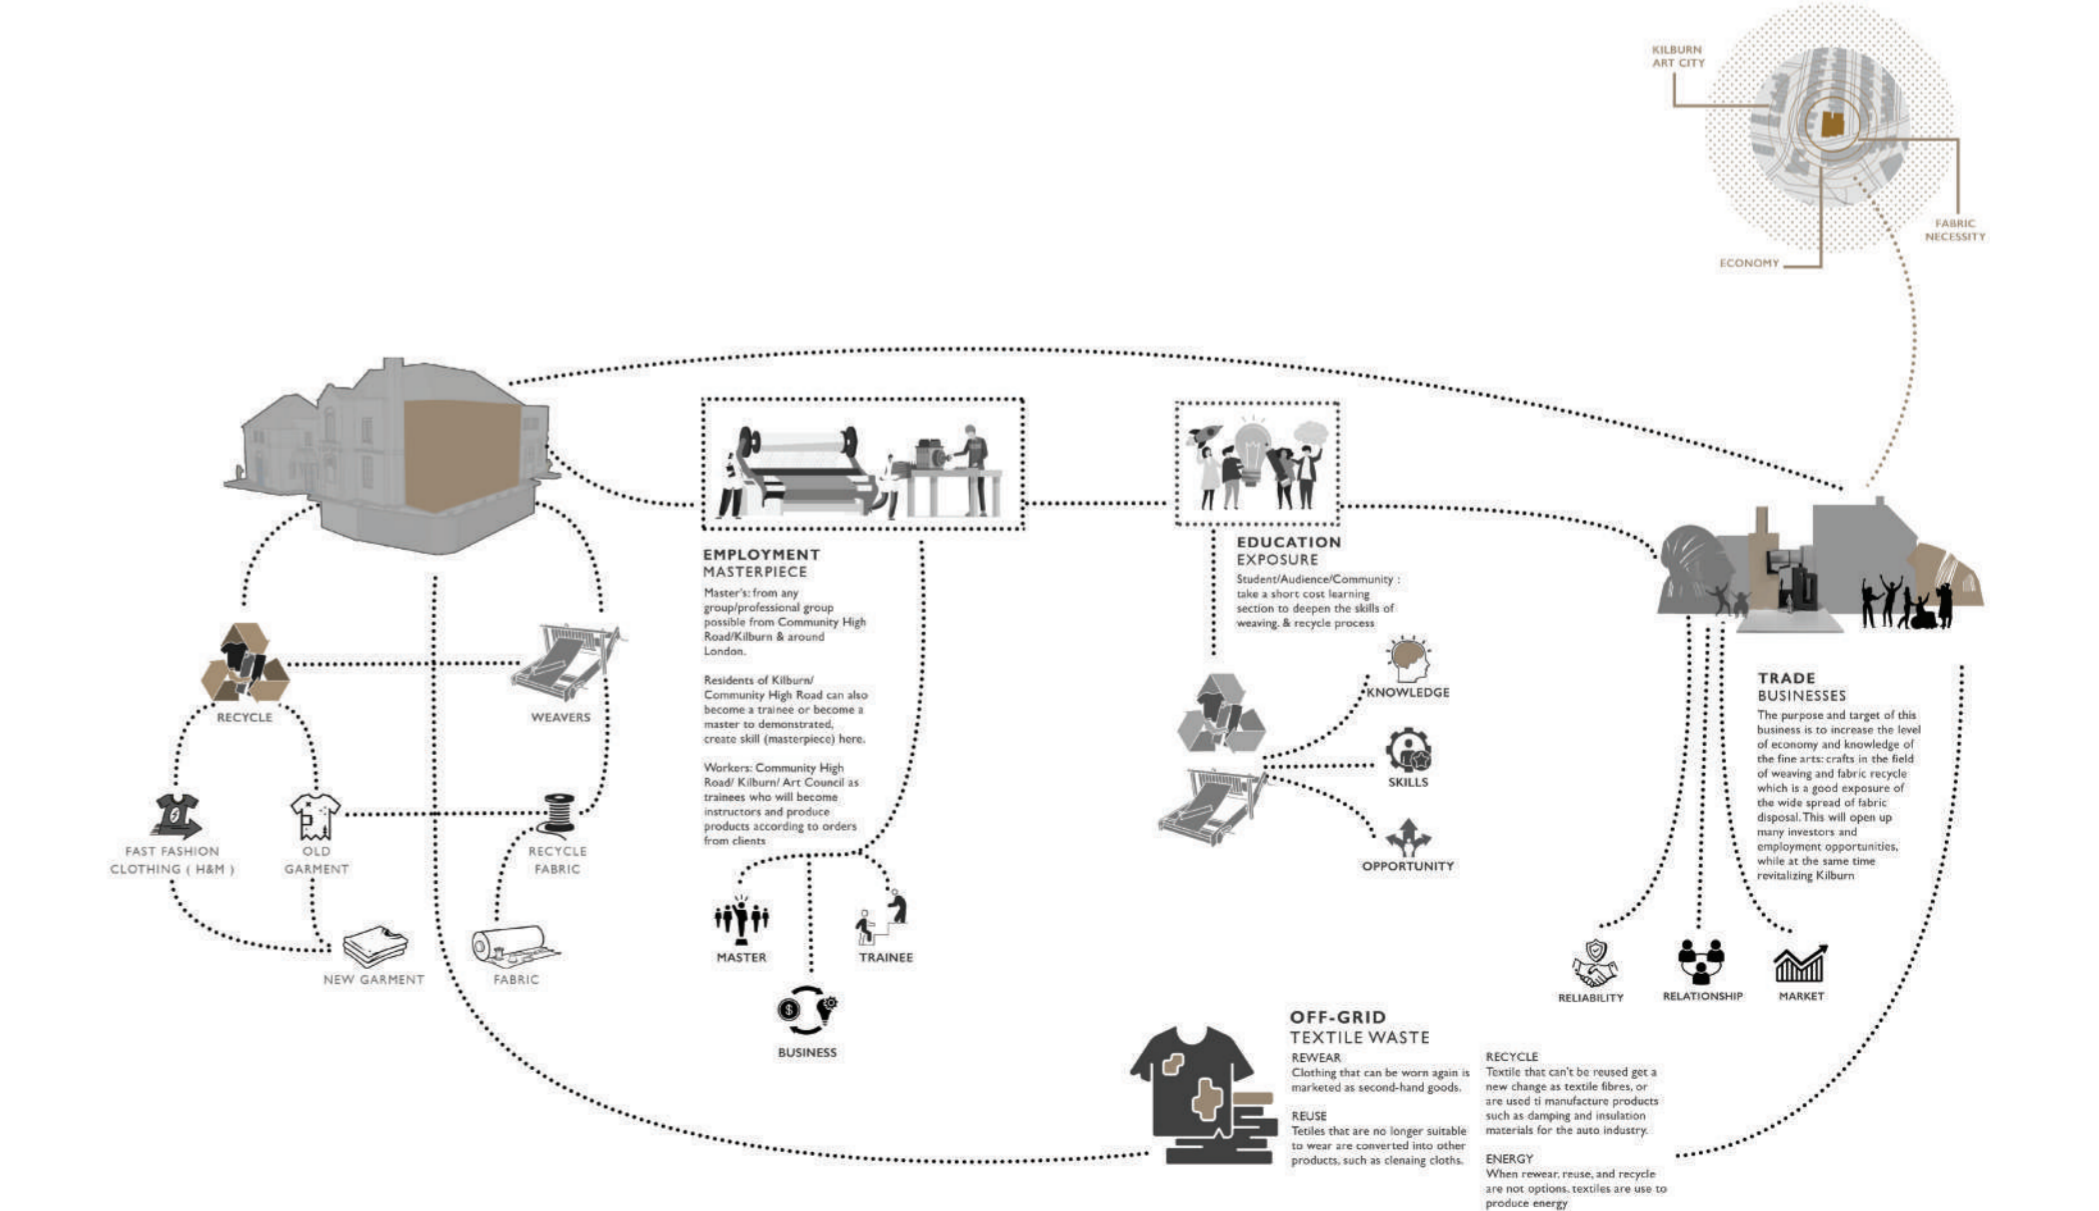 KILBURN
ART CITY
FABRIC
NECESSITY
ECONOMY
RECYCLE
WEAVERS
FAST FASHION
CLOTHING ( H&M )
OLD
GARMENT
RECYCLE
FABRIC
NEW GARMENT
FABRIC
EMPLOYMENT
MASTERPIECE
Master's: from any
group/professional group
possible from Community High
Road/Kilburn & around
London.
Residents of Kilburn/
Community High Road can also
become a trainee or become a
master to demonstrated,
create skill (masterpiece) here.
Workers: Community High
Road/ Kilburn/ Art Council as
trainees who will become
instructors and produce
products according to orders
from clients
MASTER
TRAINEE
BUSINESS
EDUCATION
EXPOSURE
Student/Audience/Community :
take a short cost learning
section to deepen the skills of
weaving. & recycle process
KNOWLEDGE
SKILLS
OPPORTUNITY
TRADE
BUSINESSES
The purpose and target of this
business is to increase the level
of economy and knowledge of
the fine arts: crafts in the field
of weaving and fabric recycle
which is a good exposure of
the wide spread of fabric
disposal. This will open up
many investors and
employment opportunities,
while at the same time
revitalizing Kilburn
RELIABILITY
RELATIONSHIP
MARKET
OFF-GRID
TEXTILE WASTE
REWEAR
Clothing that can be worn again is
marketed as second-hand goods.
REUSE
Tetiles that are no longer suitable
to wear are converted into other
products, such as clenaing cloths.
RECYCLE
Textile that can't be reused get a
new change as textile fibres, or
are used ti manufacture products
such as damping and insulation
materials for the auto industry.
ENERGY
When rewear, reuse, and recycle
are not options. textiles are use to
produce energy